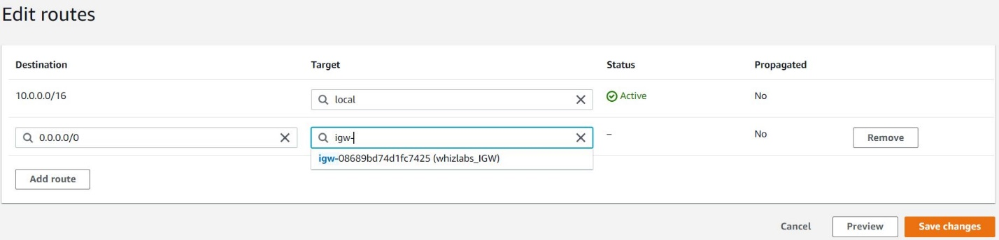 Edit routes
Destination Target Status Propagated
10.0.0.0/16 local Active No
0.0.0.0/0 igw- – No Remove
igw-08689bd74d1fc7425 (whizlabs_IGW)
Add route
Cancel Preview Save changes